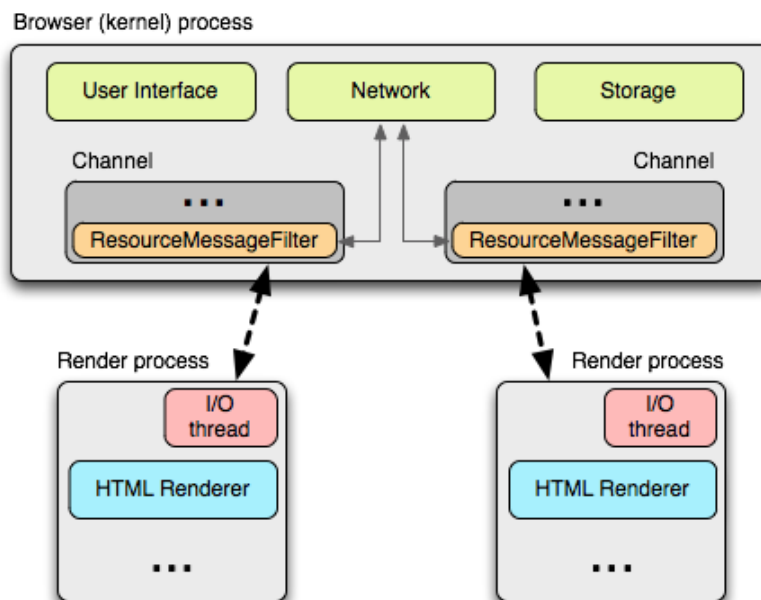 Browser (kernel) process
User Interface
Network
Storage
Channel
Channel
...
...
ResourceMessageFilter
ResourceMessageFilter
Render process
Render process
I/O
thread
I/O
thread
HTML Renderer
HTML Renderer
...
...